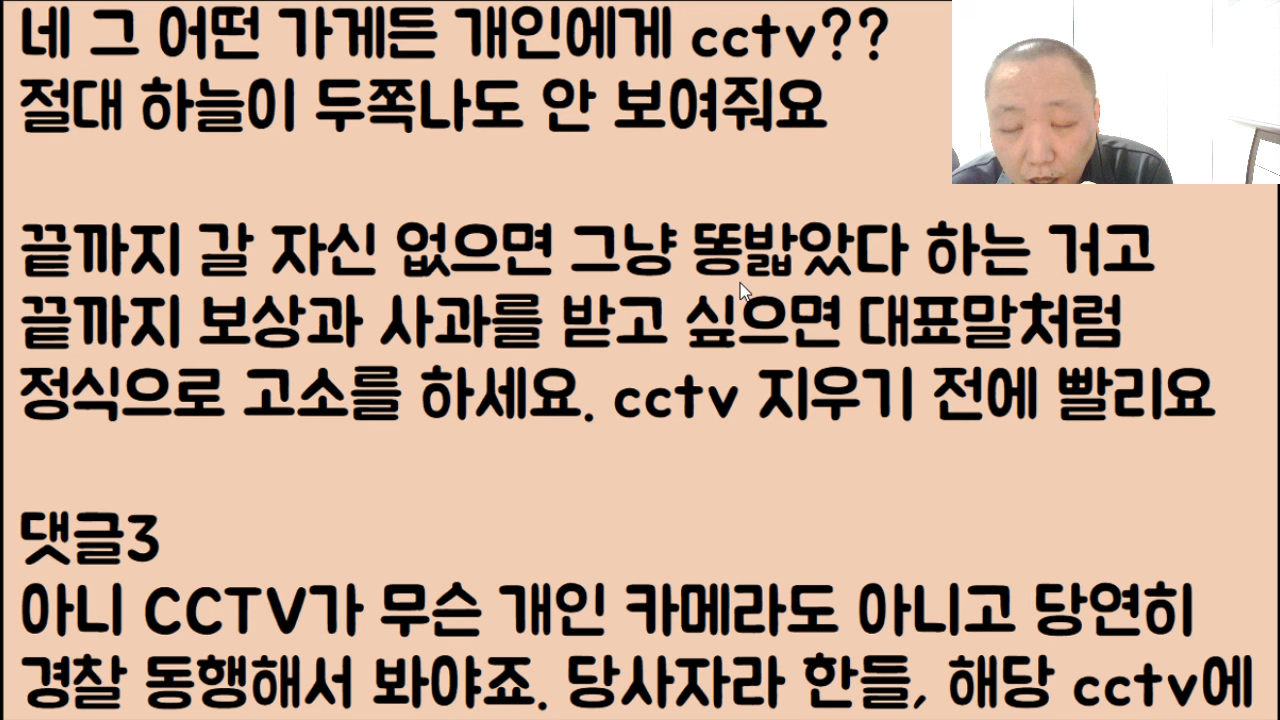 네 그 어떤 가게든 개인에게 cctv??
절대 하늘이 두쪽나도 안 보여줘요
끝까지 갈 자신 없으면 그냥 똥밟았다 하는 거고
끝까지 보상과 사과를 받고 싶으면 대표말처럼
정식으로 고소를 하세요. cctv 지우기 전에 빨리요
댓글3
아니 CCTV가 무슨 개인 카메라도 아니고 당연히
경찰 동행해서 봐야죠. 당사자라 한들, 해당 cctv에